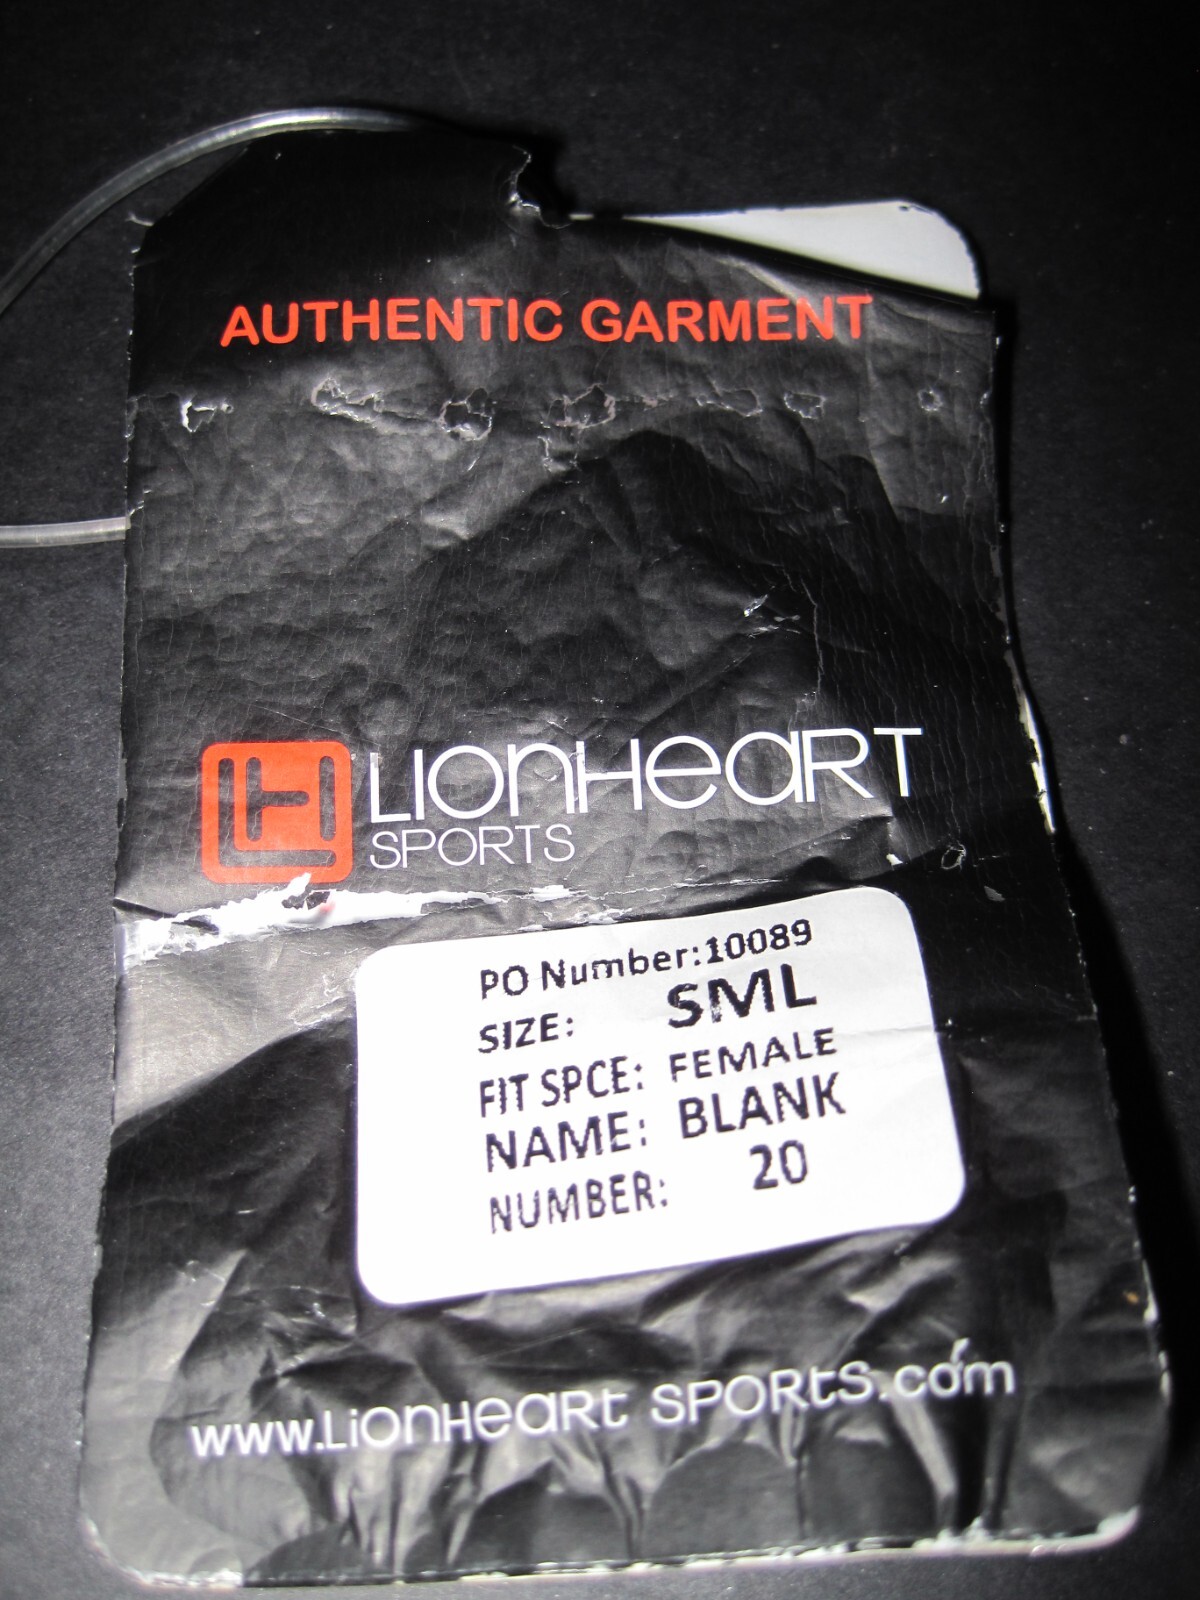 AUTHENTIC GARMENT
LIONHEART
SPORTS
PO Number:10089
SIZE: SML
FIT SPCE: FEMALE
NAME: BLANK
NUMBER: 20
www.LionHeaRt SPORtS.com